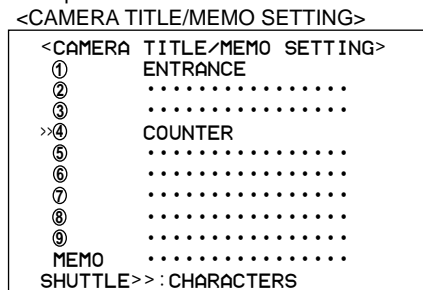 <CAMERA TITLE/MEMO SETTING>
<CAMERA TITLE/MEMO SETTING>
① ENTRANCE
② ················
③ ················
>>④ COUNTER
⑤ ················
⑥ ················
⑦ ················
⑧ ················
⑨ ················
MEMO ················
SHUTTLE>>:CHARACTERS